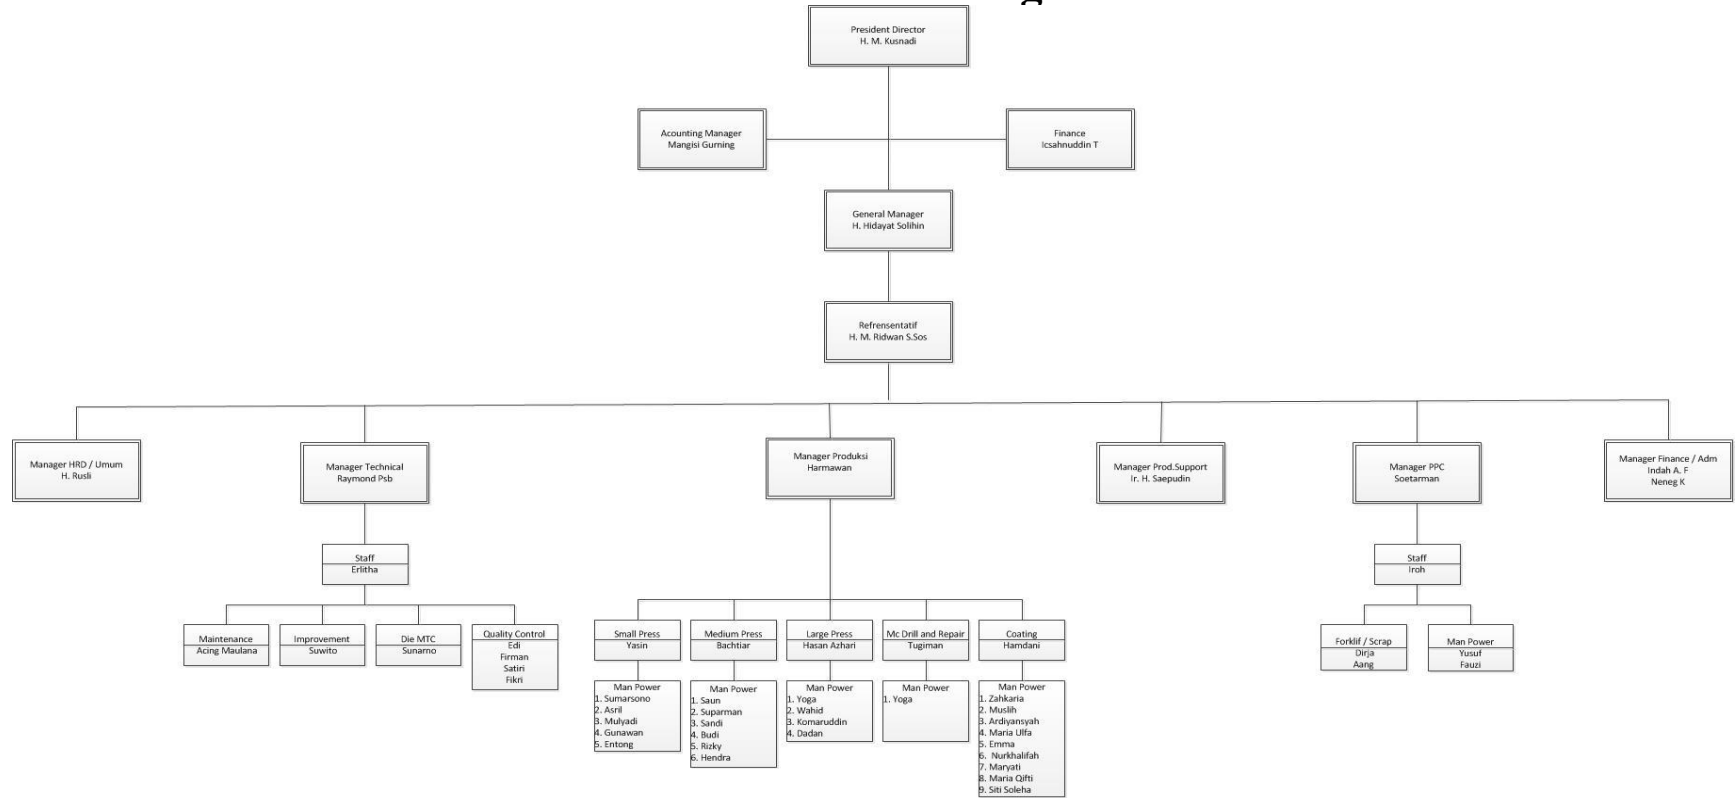 President Director
H. M. Kusnadi
Acounting Manager
Mangisi Gurning
Finance
Icsahnuddin T
General Manager
H. Hidayat Solihin
Refrensentatif
H. M. Ridwan S.Sos
Manager HRD / Umum
H. Rusli
Manager Technical
Raymond Psb
Manager Produksi
Harmawan
Manager Prod.Support
Ir. H. Saepudin
Manager PPC
Soetarman
Manager Finance / Adm
Indah A. F
Neneg K
Staff
Erlitha
Staff
Iroh
Maintenance
Acing Maulana
Improvement
Suwito
Die MTC
Sunarno
Quality Control
Edi
Firman
Satiri
Fikri
Small Press
Yasin
Medium Press
Bachtiar
Large Press
Hasan Azhari
Mc Drill and Repair
Tugiman
Coating
Hamdani
Forklif / Scrap
Dirja
Aang
Man Power
Yusuf
Fauzi
Man Power
1. Sumarsono
2. Asril
3. Mulyadi
4. Gunawan
5. Entong
Man Power
1. Saun
2. Suparman
3. Sandi
4. Budi
5. Rizky
6. Hendra
Man Power
1. Yoga
2. Wahid
3. Komaruddin
4. Dadan
Man Power
1. Yoga
Man Power
1. Zahkaria
2. Muslih
3. Ardiyansyah
4. Maria Ulfa
5. Emma
6. Nurkhalifah
7. Maryati
8. Maria Qifti
9. Siti Soleha